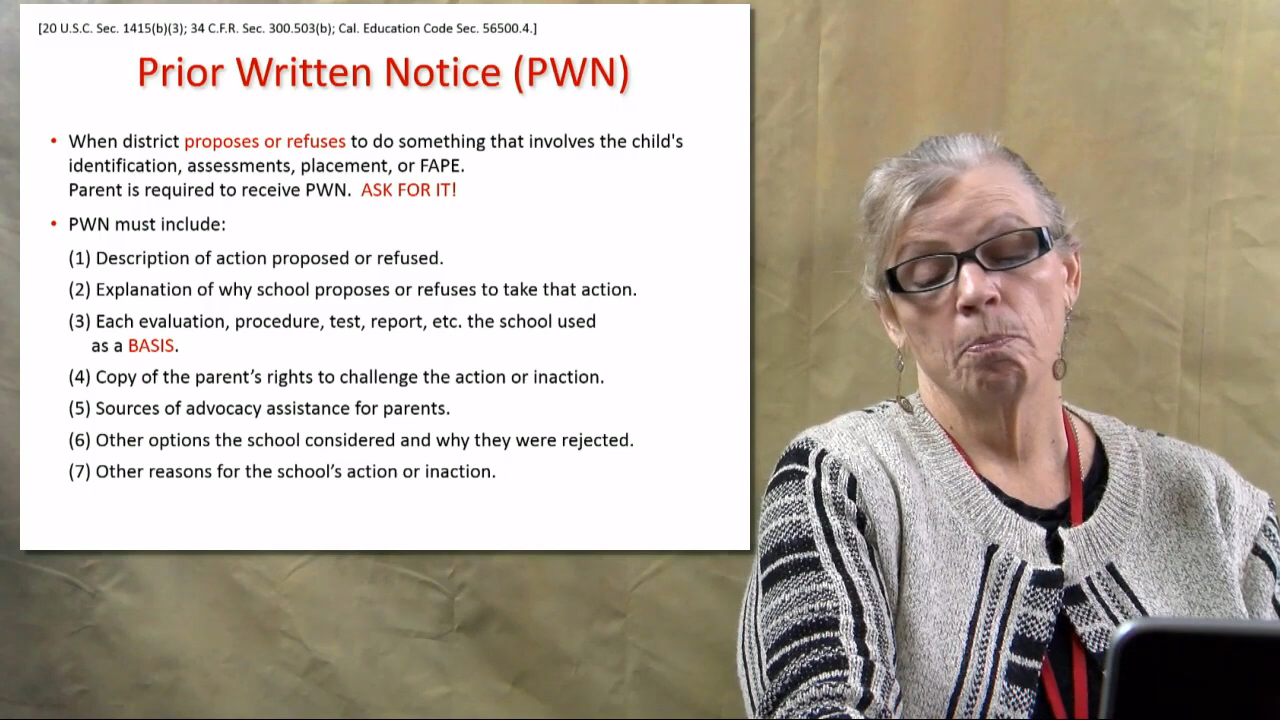 [20 U.S.C. Sec. 1415(b)(3); 34 C.F.R. Sec. 300.503(b); Cal. Education Code Sec. 56500.4.]
Prior Written Notice (PWN)
• When district proposes or refuses to do something that involves the child's
identification, assessments, placement, or FAPE.
Parent is required to receive PWN. ASK FOR IT!
• PWN must include:
(1) Description of action proposed or refused.
(2) Explanation of why school proposes or refuses to take that action.
(3) Each evaluation, procedure, test, report, etc. the school used
as a BASIS.
(4) Copy of the parent’s rights to challenge the action or inaction.
(5) Sources of advocacy assistance for parents.
(6) Other options the school considered and why they were rejected.
(7) Other reasons for the school’s action or inaction.